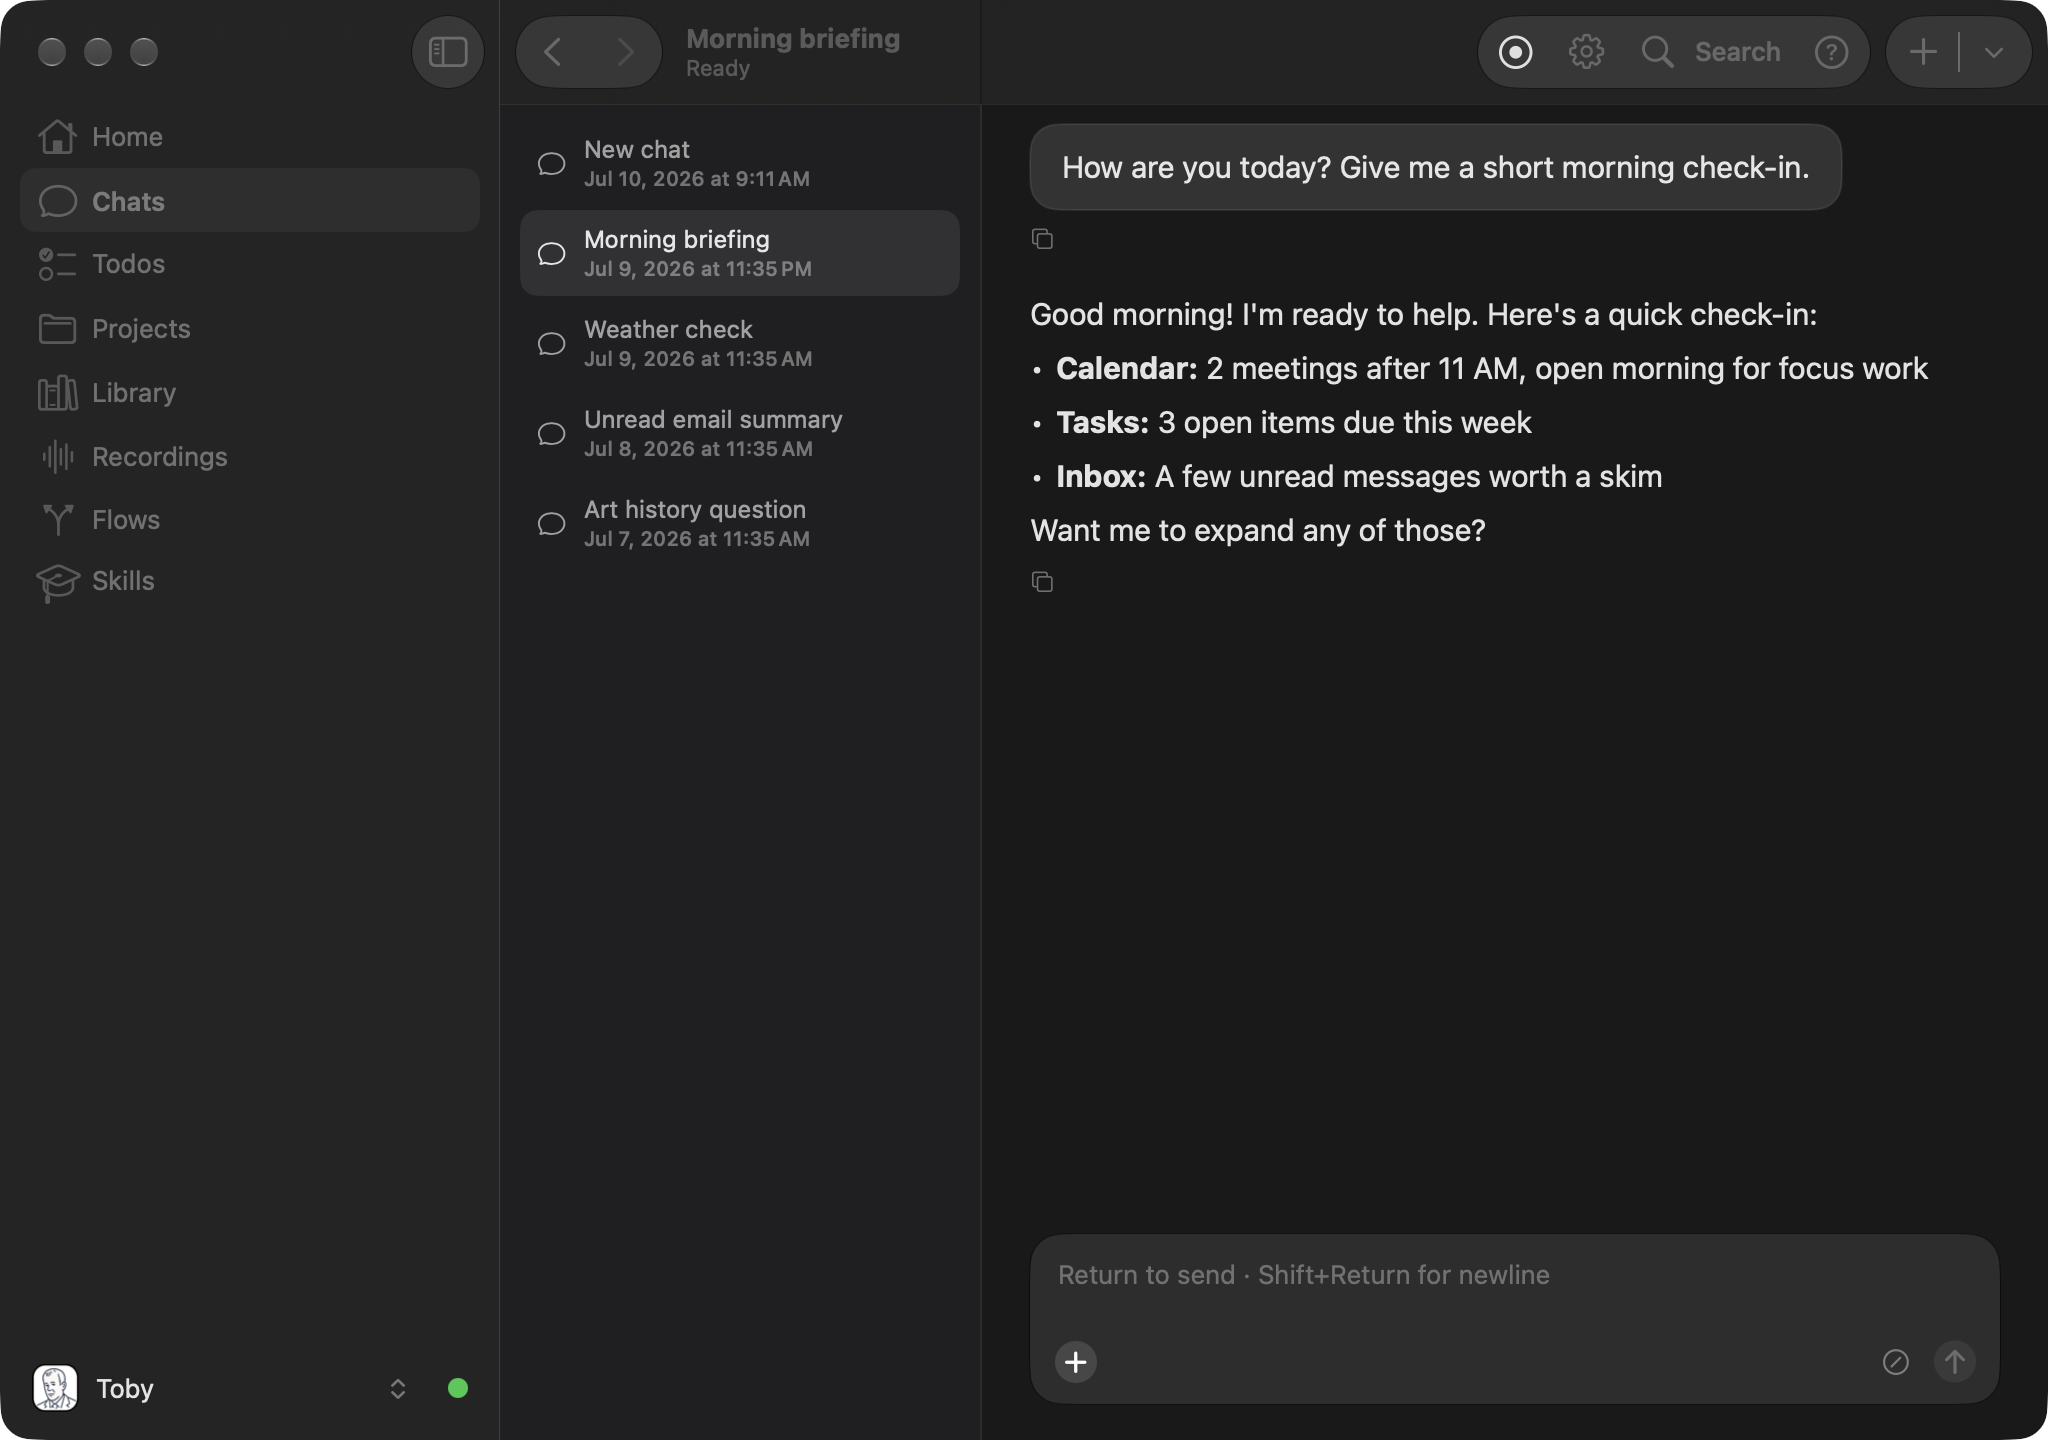 Morning briefing
Ready
Search
Home
Chats
Todos
Projects
Library
Recordings
Flows
Skills
Toby
New chat
Jul 10, 2026 at 9:11 AM
Morning briefing
Jul 9, 2026 at 11:35 PM
Weather check
Jul 9, 2026 at 11:35 AM
Unread email summary
Jul 8, 2026 at 11:35 AM
Art history question
Jul 7, 2026 at 11:35 AM
How are you today? Give me a short morning check-in.
Good morning! I'm ready to help. Here's a quick check-in:
• Calendar: 2 meetings after 11 AM, open morning for focus work
• Tasks: 3 open items due this week
• Inbox: A few unread messages worth a skim
Want me to expand any of those?
Return to send · Shift+Return for newline